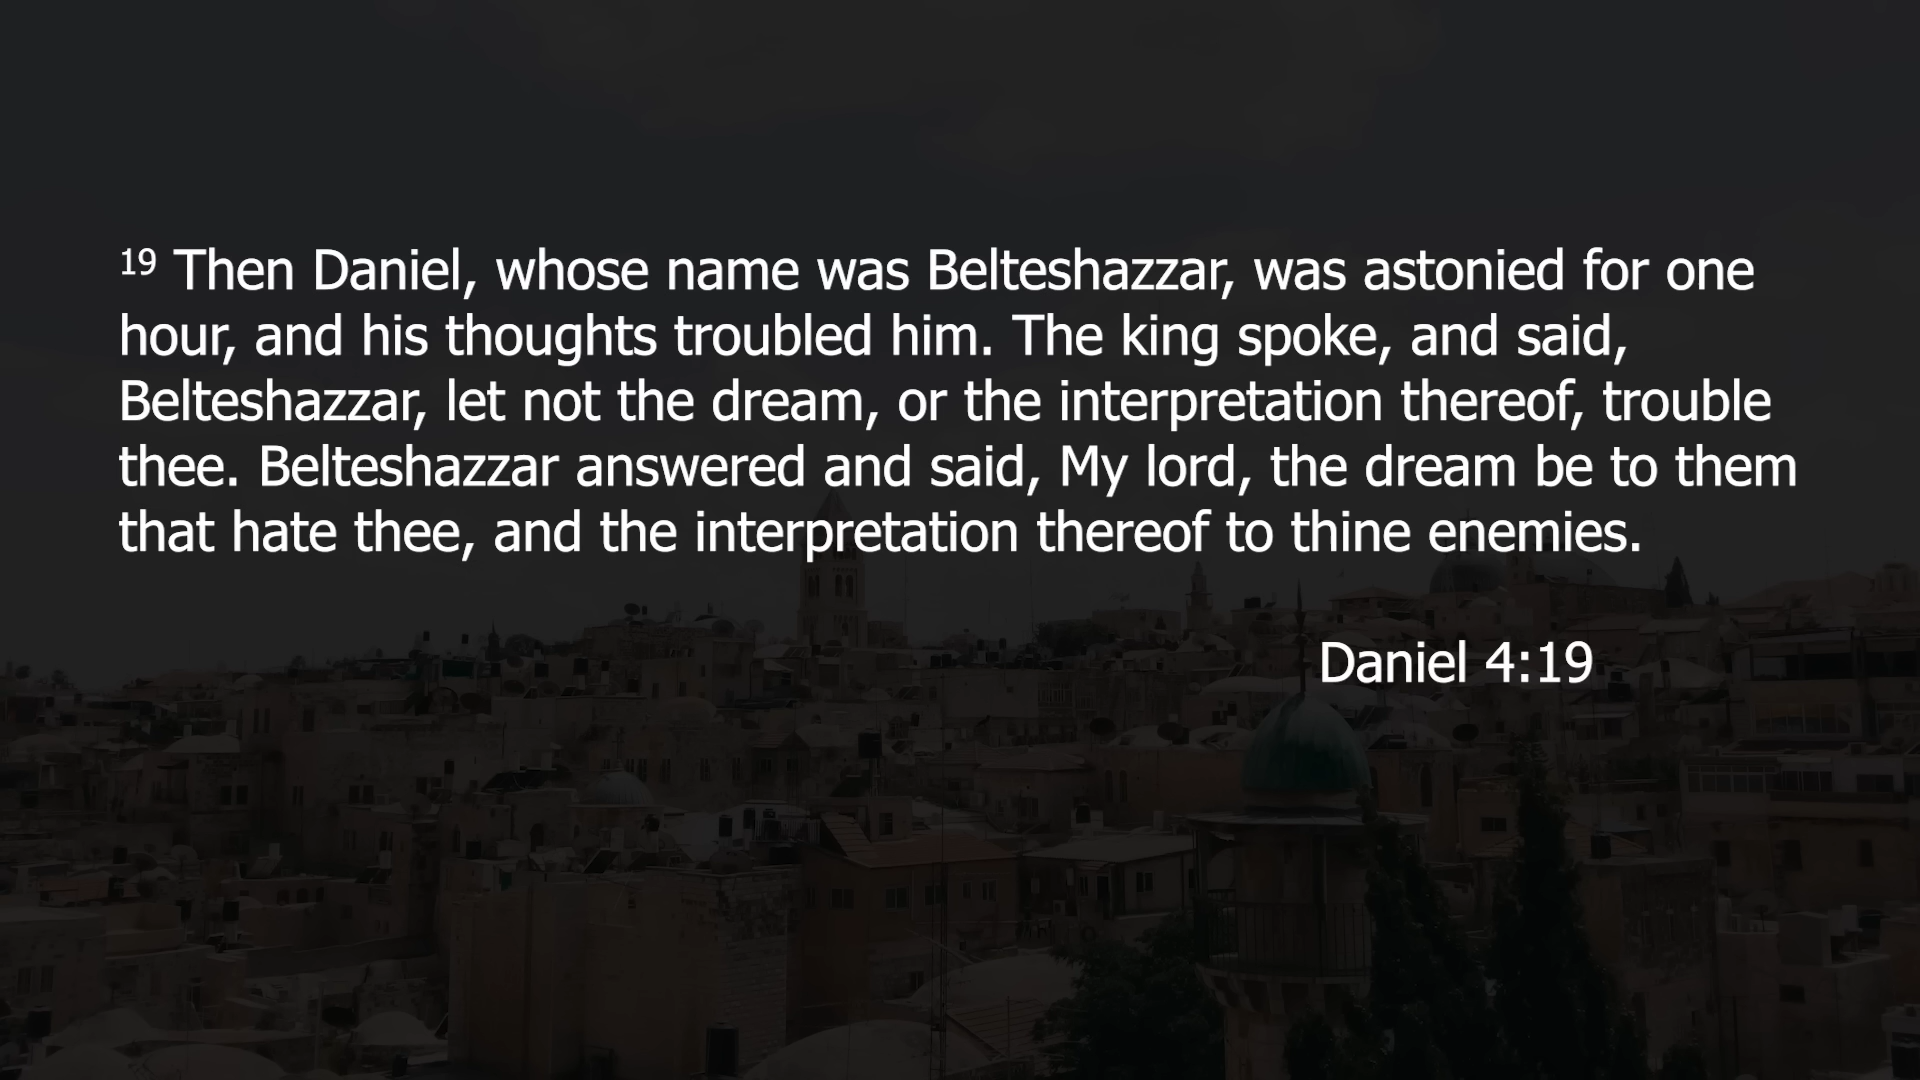 19 Then Daniel, whose name was Belteshazzar, was astonied for one
hour, and his thoughts troubled him. The king spoke, and said,
Belteshazzar, let not the dream, or the interpretation thereof, trouble
thee. Belteshazzar answered and said, My lord, the dream be to them
that hate thee, and the interpretation thereof to thine enemies.
Daniel 4:19